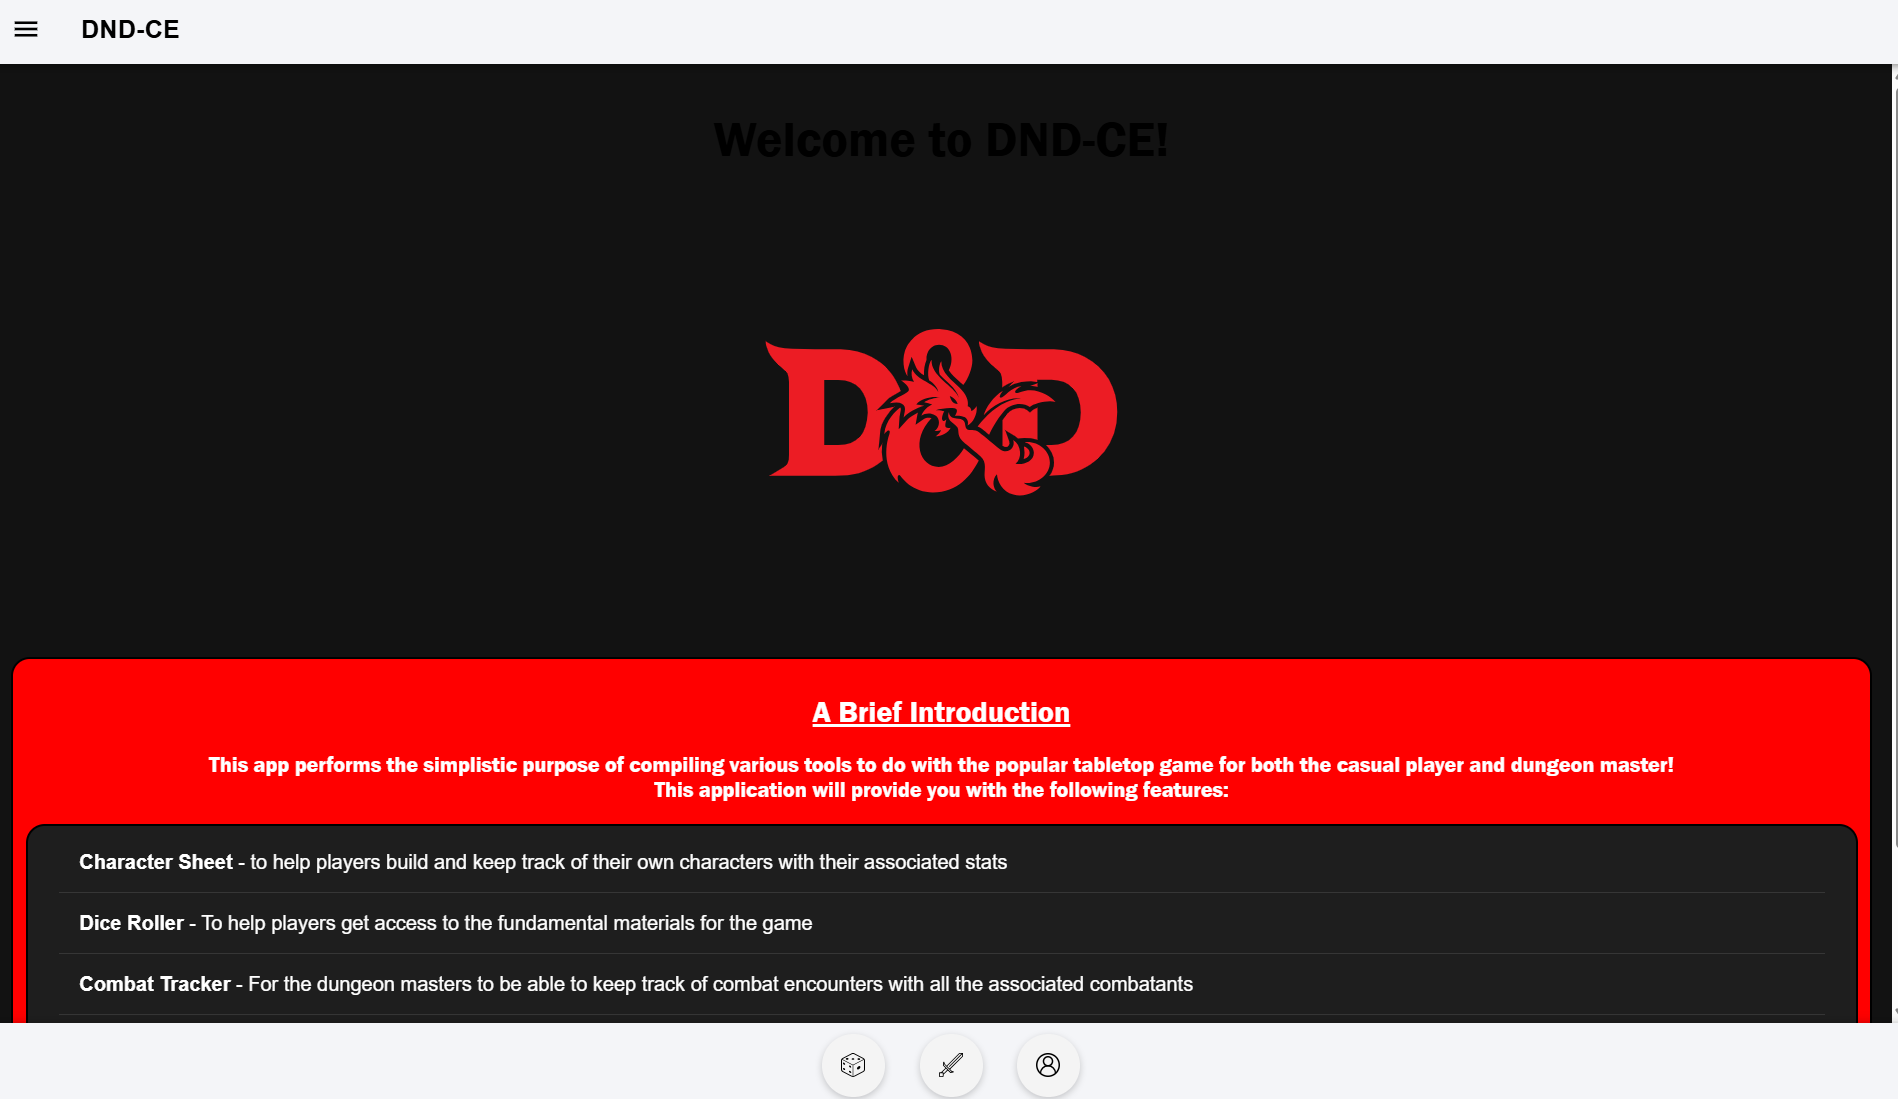 DND-CE
Welcome to DND-CE!
D&D
A Brief Introduction
This app performs the simplistic purpose of compiling various tools to do with the popular tabletop game for both the casual player and dungeon master!
This application will provide you with the following features:
Character Sheet - to help players build and keep track of their own characters with their associated stats
Dice Roller - To help players get access to the fundamental materials for the game
Combat Tracker - For the dungeon masters to be able to keep track of combat encounters with all the associated combatants